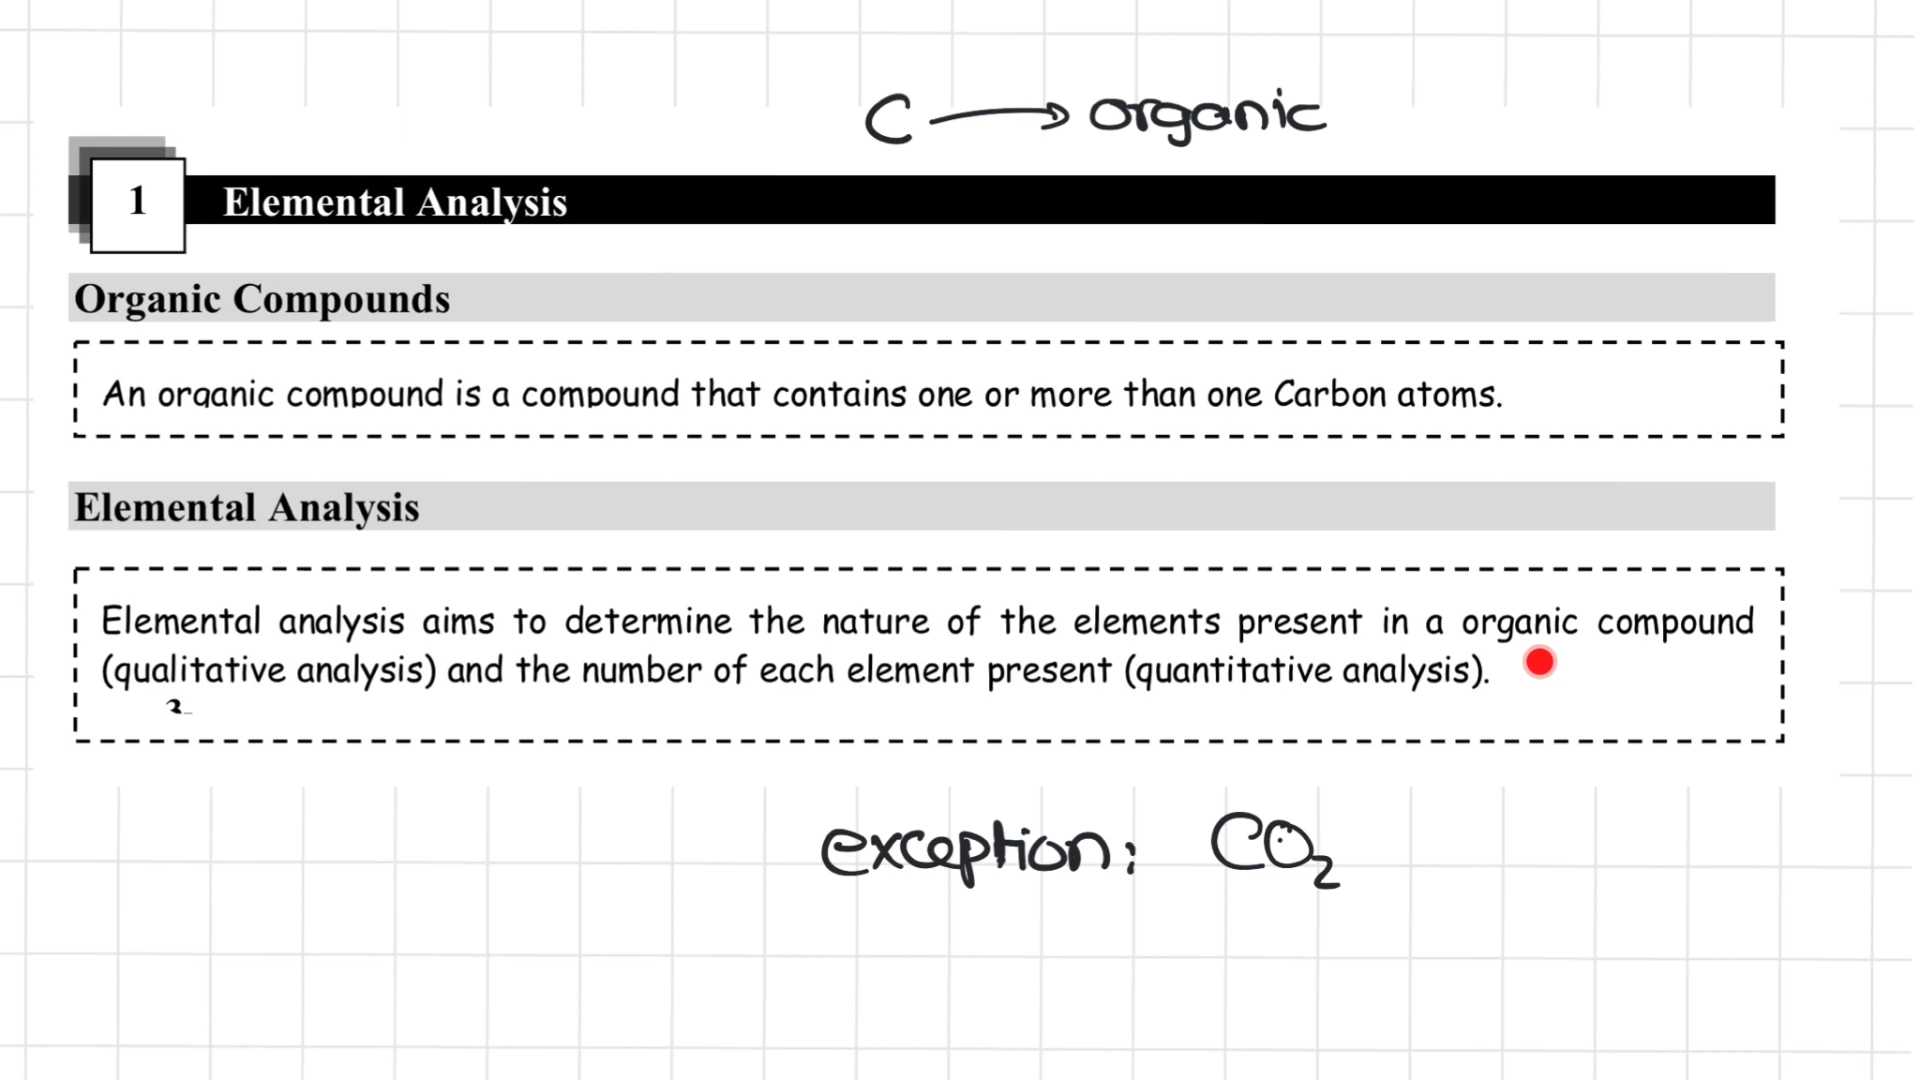 C → organic
1 Elemental Analysis
Organic Compounds
An organic compound is a compound that contains one or more than one Carbon atoms.
Elemental Analysis
Elemental analysis aims to determine the nature of the elements present in a organic compound
(qualitative analysis) and the number of each element present (quantitative analysis).
exception: CO₂